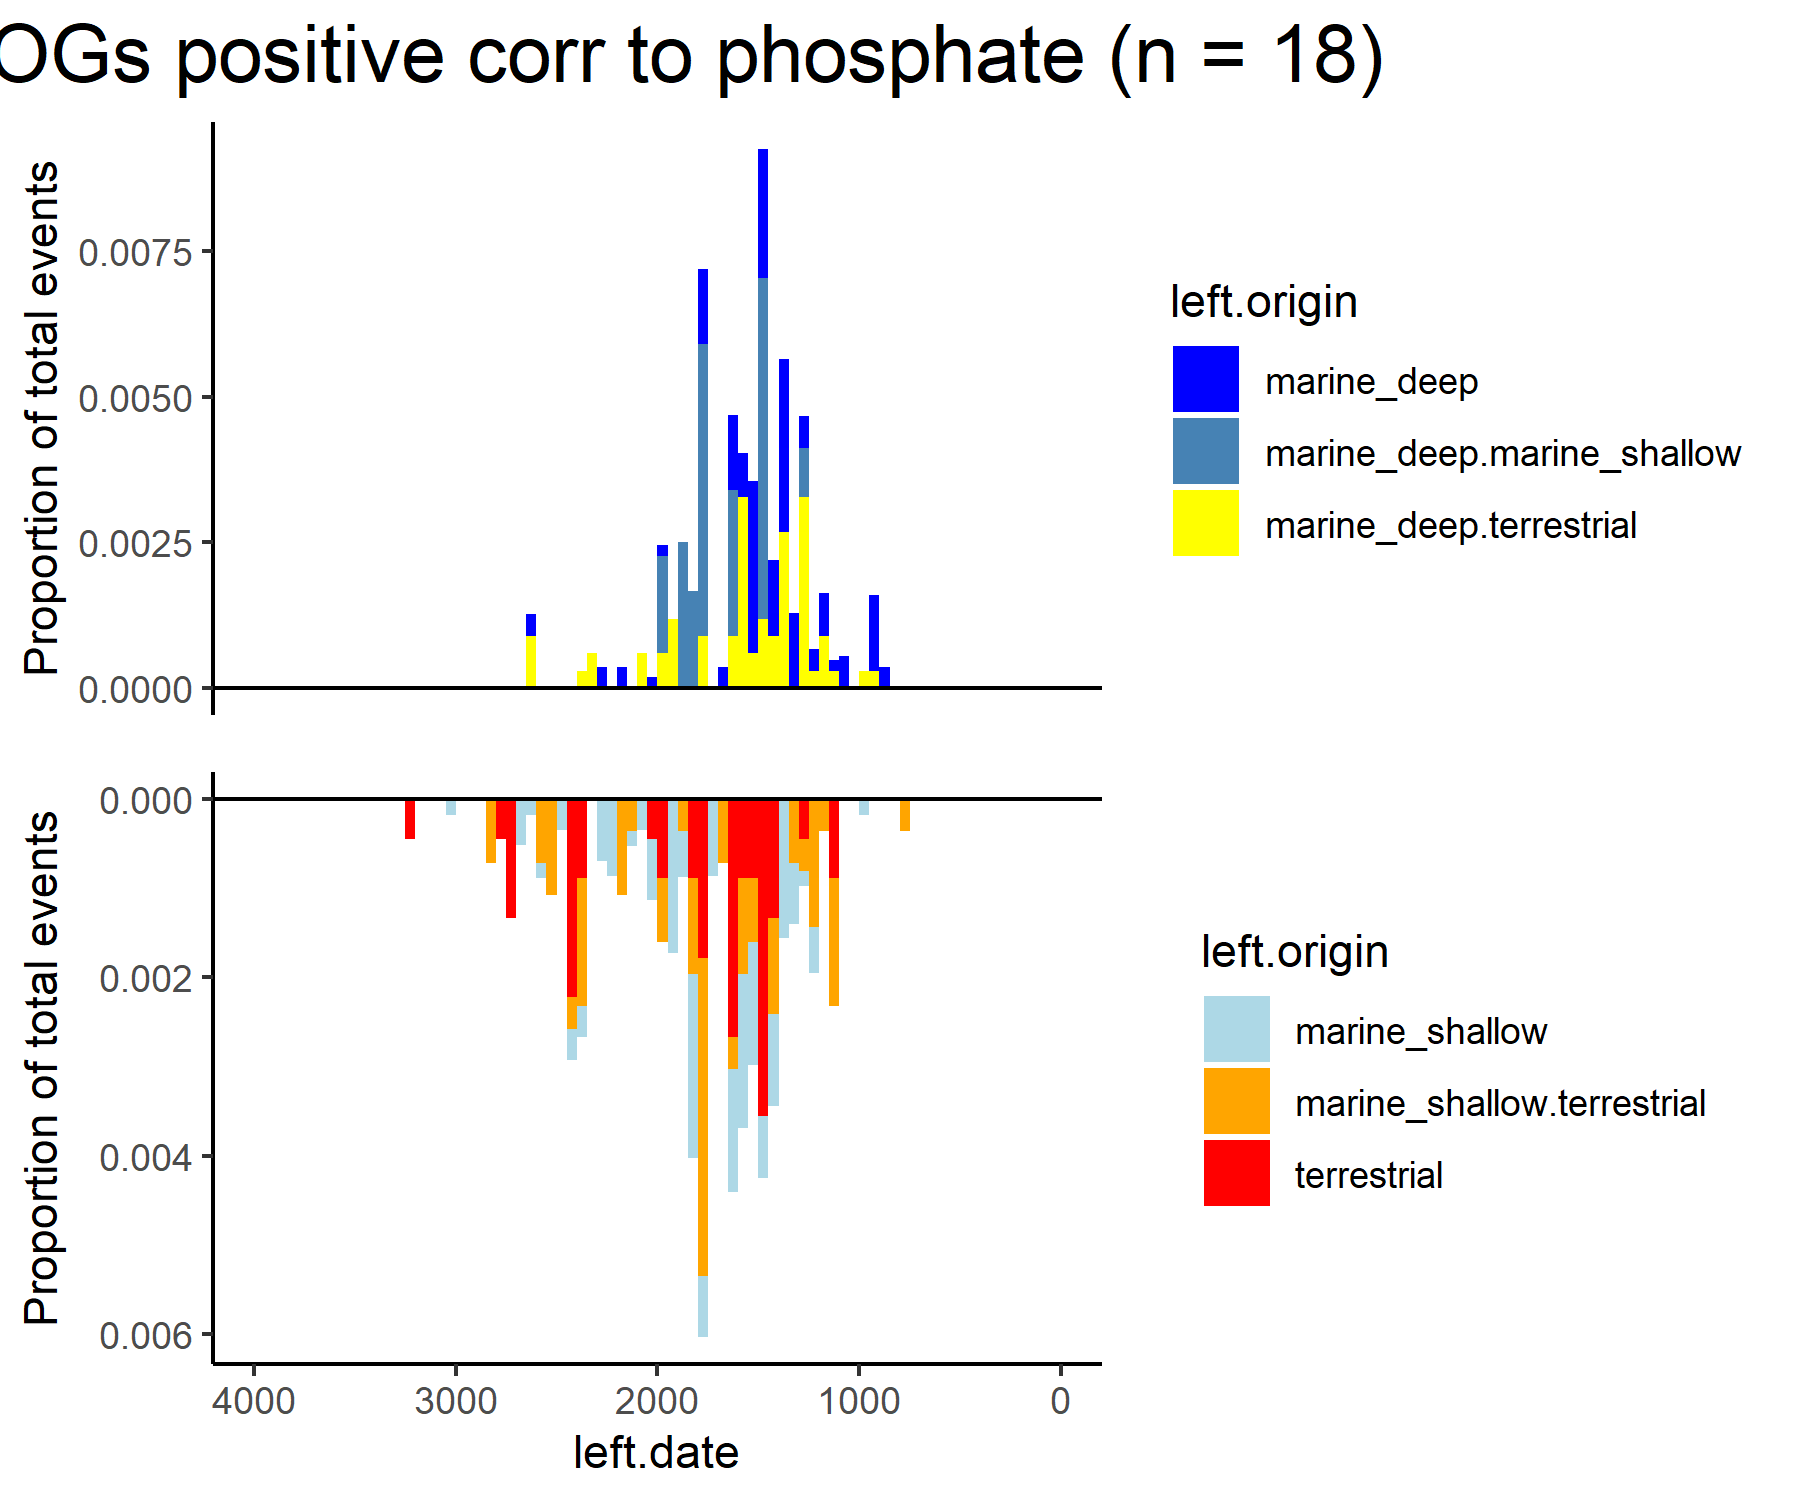 OGs positive corr to phosphate (n = 18)
Proportion of total events
0.0075
0.0050
0.0025
0.0000
left.origin
marine_deep
marine_deep.marine_shallow
marine_deep.terrestrial
Proportion of total events
0.000
0.002
0.004
0.006
4000 3000 2000 1000 0
left.date
left.origin
marine_shallow
marine_shallow.terrestrial
terrestrial